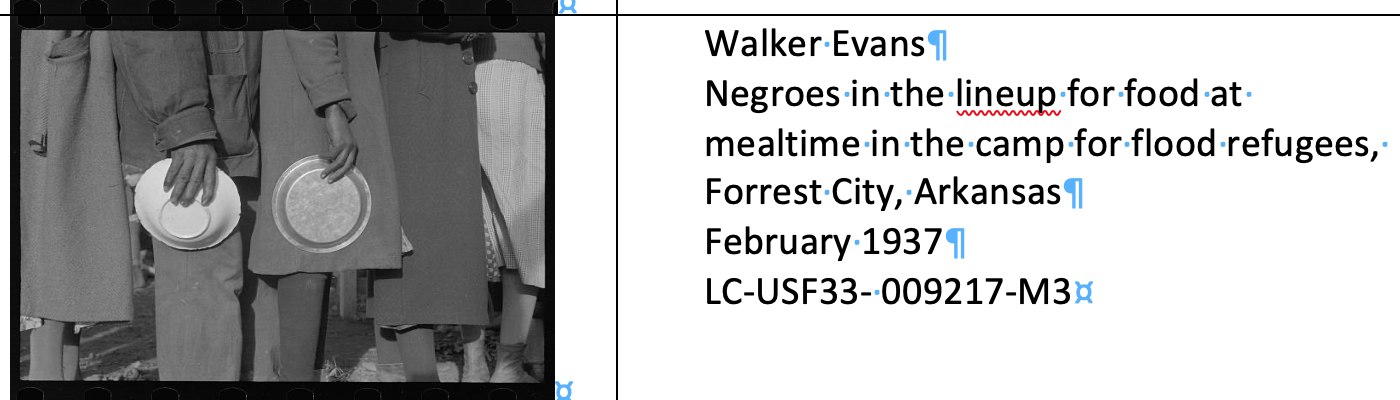 Walker Evans
Negroes in the lineup for food at
mealtime in the camp for flood refugees,
Forrest City, Arkansas
February 1937
LC-USF33- 009217-M3